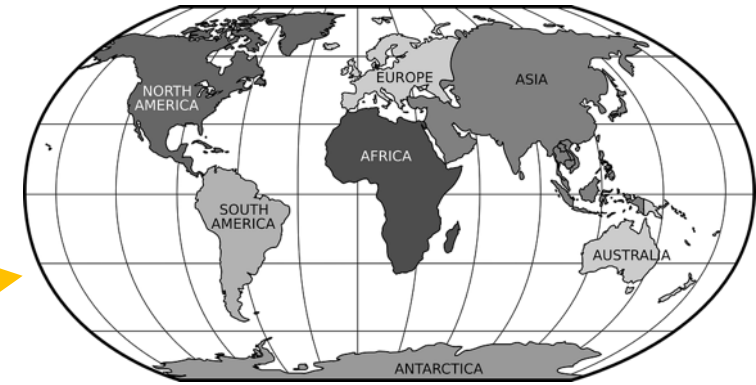 NORTH
AMERICA
EUROPE
ASIA
AFRICA
SOUTH
AMERICA
AUSTRALIA
ANTARCTICA